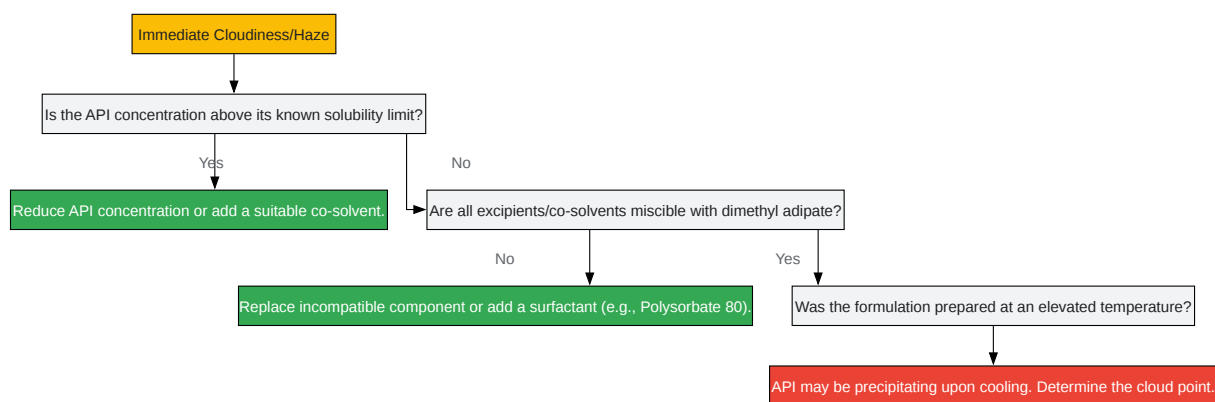 Immediate Cloudiness/Haze
Is the API concentration above its known solubility limit?
Yes
No
Reduce API concentration or add a suitable co-solvent.
Are all excipients/co-solvents miscible with dimethyl adipate?
No
Yes
Replace incompatible component or add a surfactant (e.g., Polysorbate 80).
Was the formulation prepared at an elevated temperature?
API may be precipitating upon cooling. Determine the cloud point.